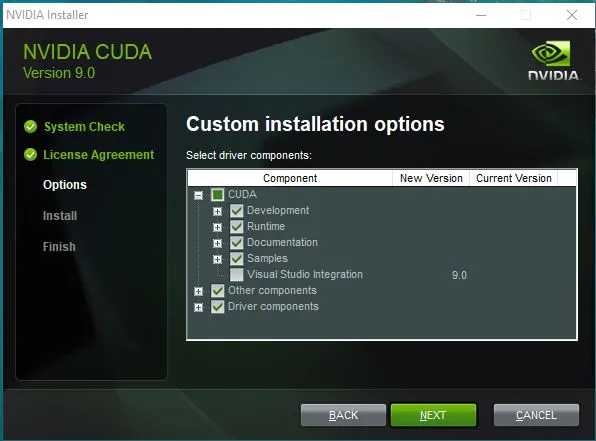 NVIDIA Installer
NVIDIA CUDA
Version 9.0
NVIDIA.
System Check
License Agreement
Options
Install
Finish
Custom installation options
Select driver components:
Component New Version Current Version
CUDA
Development
Runtime
Documentation
Samples
Visual Studio Integration 9.0
Other components
Driver components
BACK NEXT CANCEL